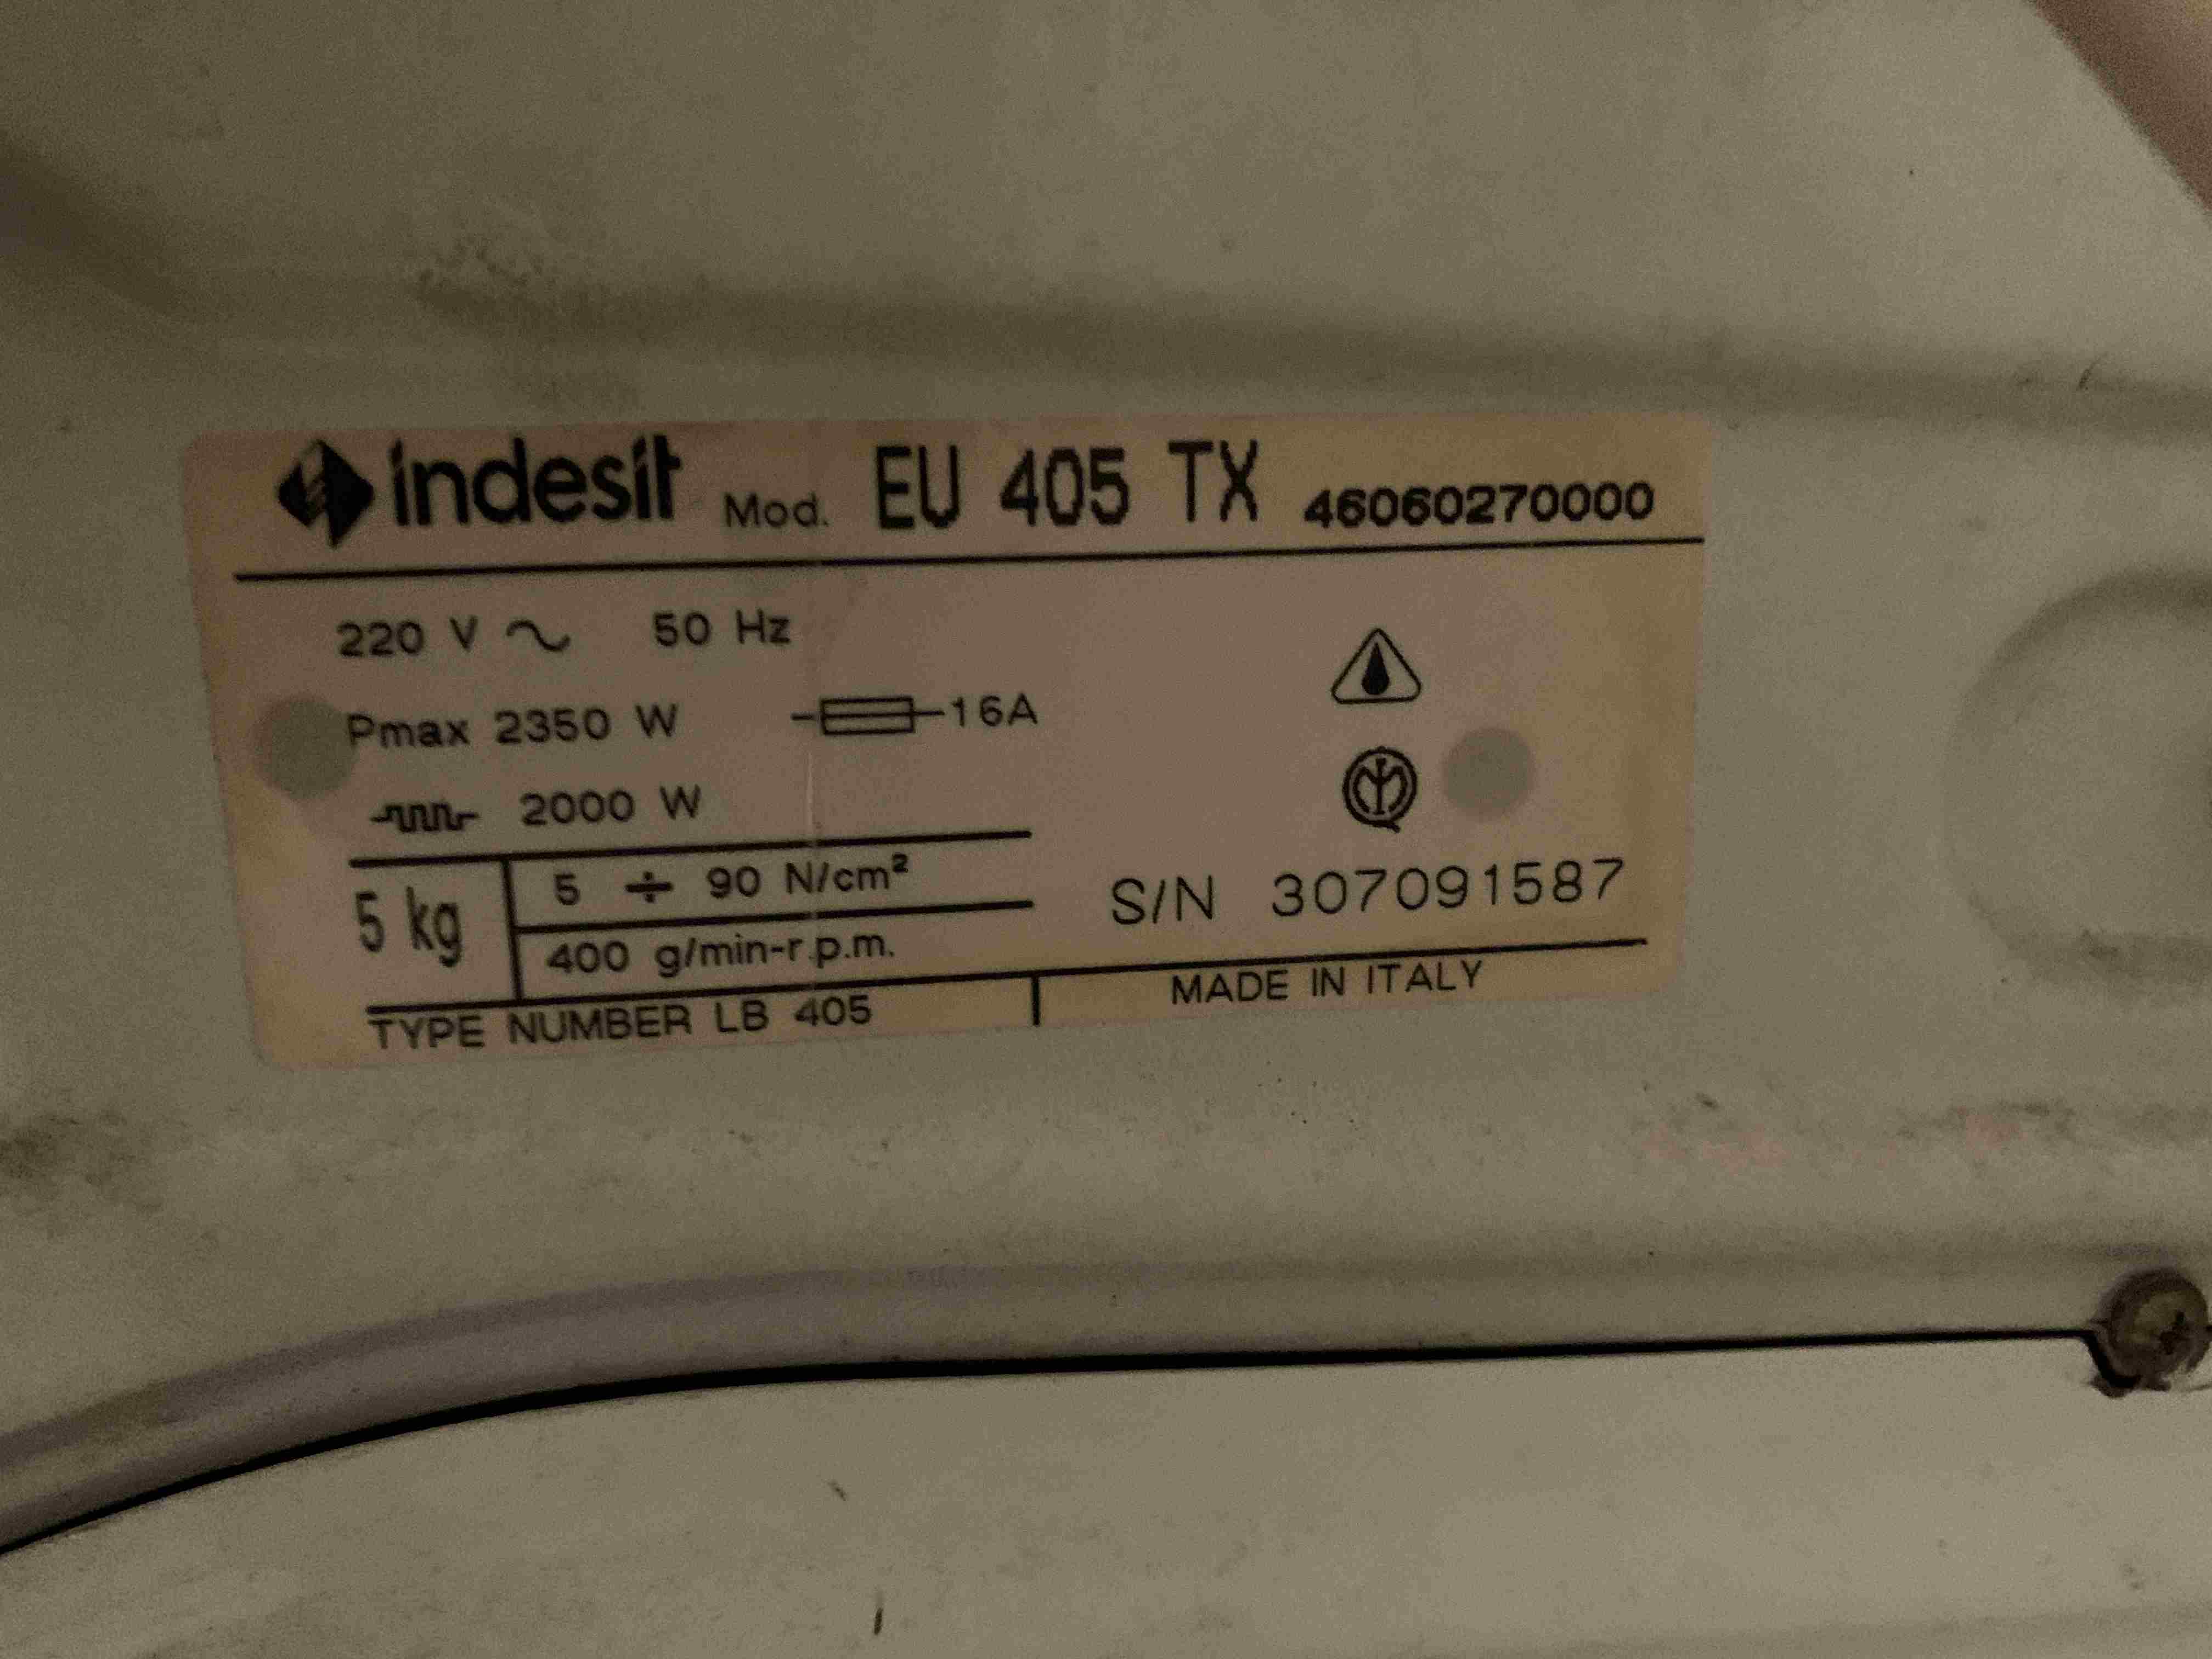 indesit Mod. EU 405 TX 46060270000
220 V ~ 50 Hz
Pmax 2350 W 16A
2000 W
5 kg
5 ÷ 90 N/cm²
400 g/min-r.p.m.
S/N 307091587
TYPE NUMBER LB 405
MADE IN ITALY